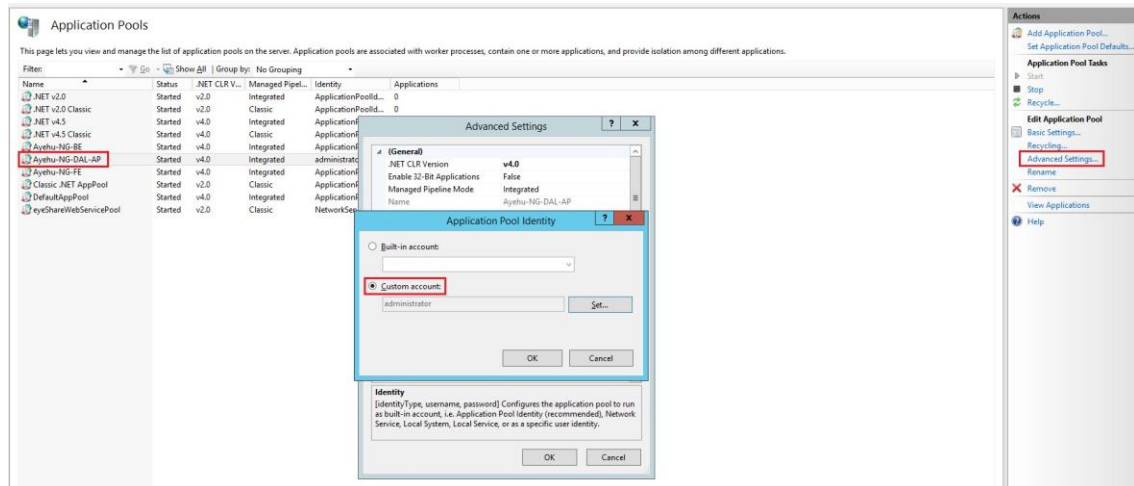 Application Pools
This page lets you view and manage the list of application pools on the server. Application pools are associated with worker processes, contain one or more applications, and provide isolation among different applications.
Filter: Go Show All | Group by: No Grouping
Name Status .NET CLR V... Managed Pipel... Identity Applications
.NET v2.0 Started v2.0 Integrated ApplicationPoolId... 0
.NET v2.0 Classic Started v2.0 Classic ApplicationPoolId... 0
.NET v4.5 Started v4.0 Integrated
.NET v4.5 Classic Started v4.0 Classic
Ayehu-NG-BE Started v4.0 Integrated
Ayehu-NG-DAL-AP Started v4.0 Integrated
Ayehu-NG-FE Started v4.0 Integrated
Classic .NET AppPool Started v2.0 Classic
DefaultAppPool Started v4.0 Integrated
eyeShareWebServicePool Started v2.0 Classic
Advanced Settings ? x
(General)
.NET CLR Version v4.0
Enable 32-Bit Applications False
Managed Pipeline Mode Integrated
Name Ayehu-NG-DAL-AP
Application Pool Identity ? x
Built-in account:
Custom account:
administrator Set...
OK Cancel
Identity
[identityType, username, password] Configures the application pool to run
as built-in account, i.e. Application Pool Identity (recommended), Network
Service, Local System, Local Service, or as a specific user identity.
OK Cancel
Actions
Add Application Pool...
Set Application Pool Defaults...
Application Pool Tasks
Start
Stop
Recycle...
Edit Application Pool
Basic Settings...
Recycling...
Advanced Settings...
Rename
Remove
View Applications
Help